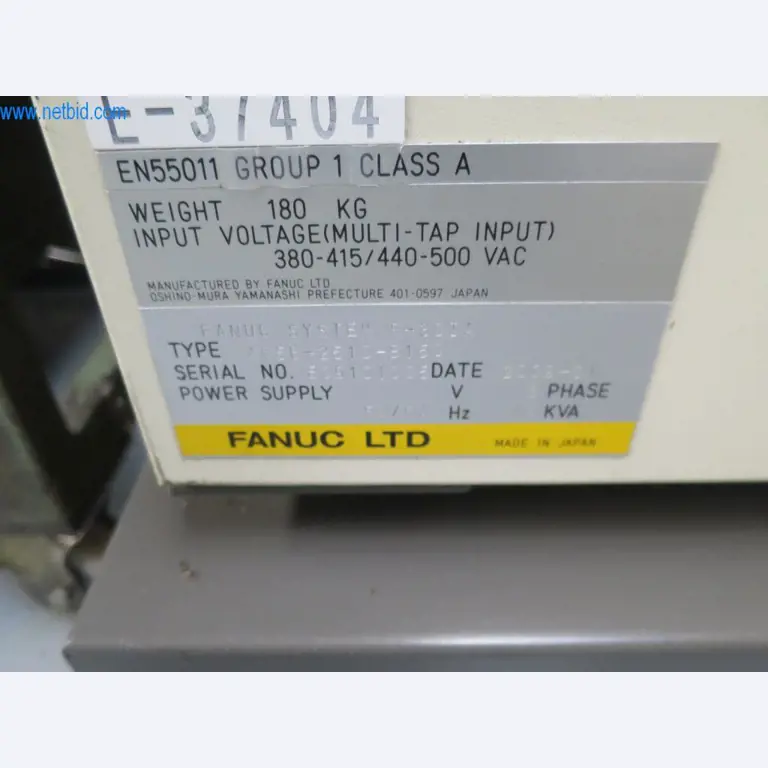 www.netbid.com
E-37404
EN55011 GROUP 1 CLASS A
WEIGHT 180 KG
INPUT VOLTAGE(MULTI-TAP INPUT)
380-415/440-500 VAC
MANUFACTURED BY FANUC LTD
OSHINO-MURA YAMANASHI PREFECTURE 401-0597 JAPAN
FANUC SYSTEM
TYPE
SERIAL NO. DATE
POWER SUPPLY V PHASE
Hz KVA
FANUC LTD MADE IN JAPAN